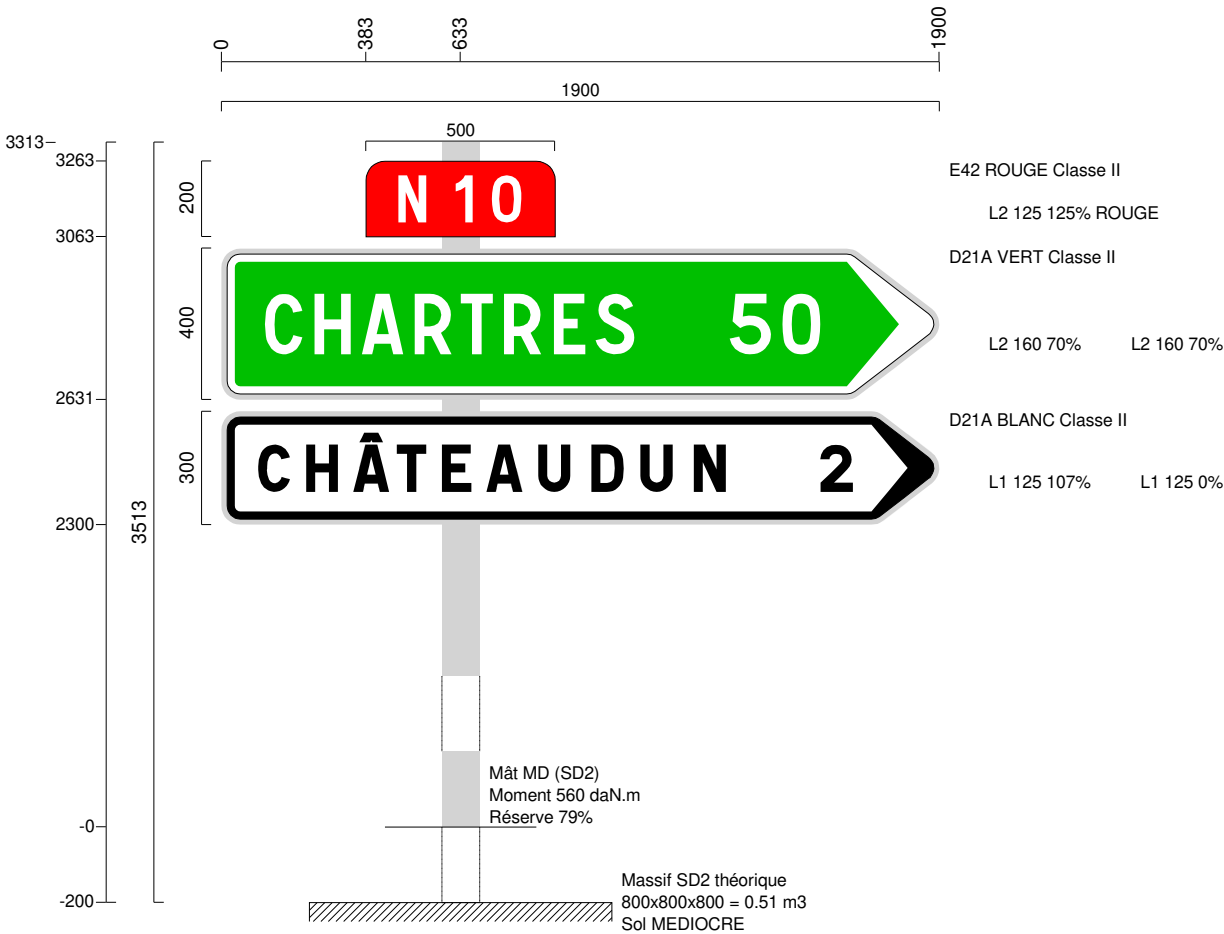 0
383
633
1900
1900
3313
500
3263
200
N 10
E42 ROUGE Classe II
L2 125 125% ROUGE
3063
D21A VERT Classe II
400
CHARTRES 50
L2 160 70% L2 160 70%
2631
D21A BLANC Classe II
300
CHÂTEAUDUN 2
L1 125 107% L1 125 0%
2300
3513
Mât MD (SD2)
Moment 560 daN.m
Réserve 79%
-0
Massif SD2 théorique
800x800x800 = 0.51 m3
Sol MEDIOCRE
-200